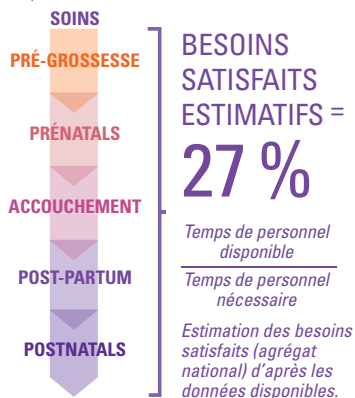 SOINS
PRÉ-GROSSESSE
PRÉNATALS
ACCOUCHEMENT
POST-PARTUM
POSTNATALS
BESOINS
SATISFAITS
ESTIMATIFS =
27 %
Temps de personnel
disponible
Temps de personnel
nécessaire
Estimation des besoins
satisfaits (agrégat
national) d'après les
données disponibles.